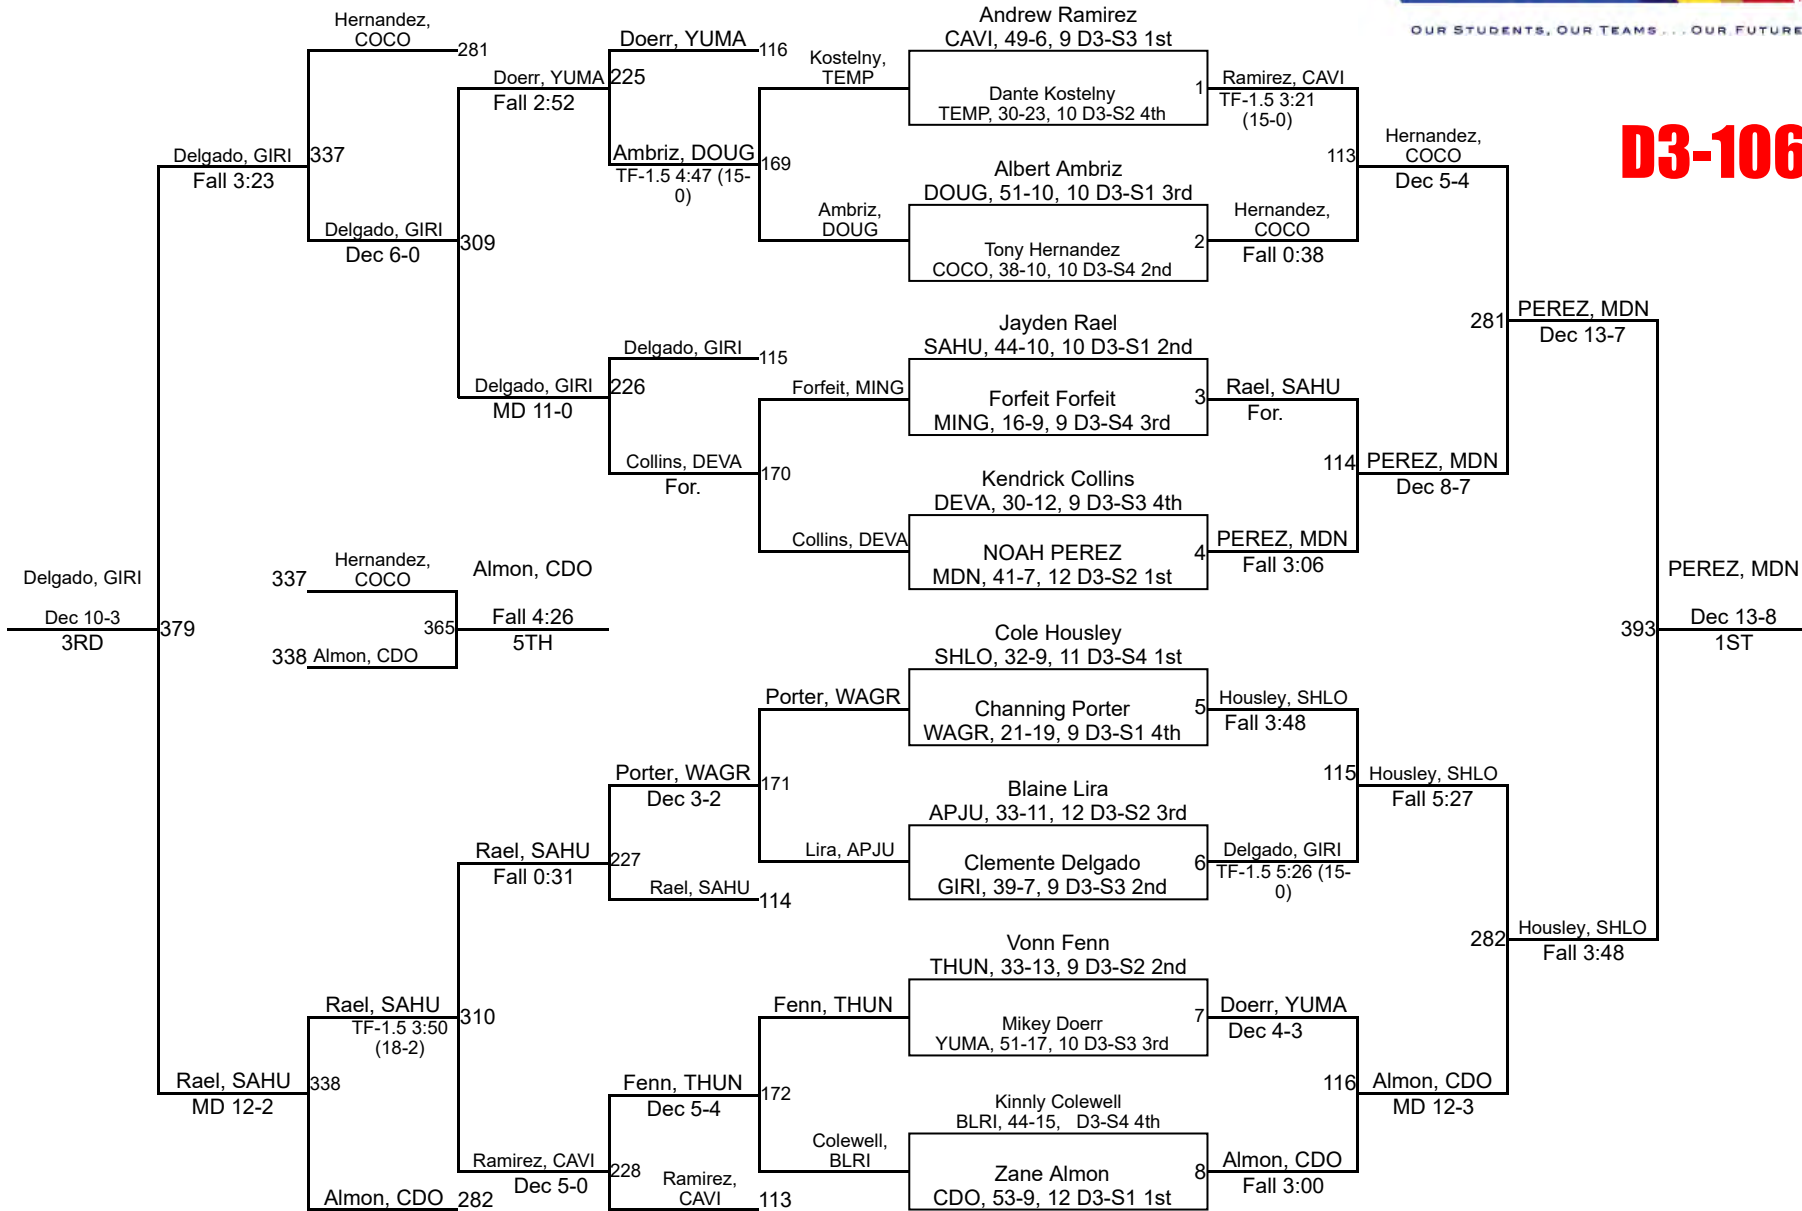 OUR STUDENTS, OUR TEAMS . . . OUR FUTURE
D3-106
Hernandez,
COCO
281
Doerr, YUMA
Fall 2:52
225
Doerr, YUMA
116
Ambriz, DOUG
TF-1.5 4:47 (15-
0)
169
Kostelny,
TEMP
Ambriz,
DOUG
Delgado, GIRI
Fall 3:23
337
Delgado, GIRI
Dec 6-0
309
Delgado, GIRI
MD 11-0
226
Delgado, GIRI
115
Collins, DEVA
For.
170
Forfeit, MING
Collins, DEVA
Delgado, GIRI
Dec 10-3
3RD
379
337
Hernandez,
COCO
338
Almon, CDO
365
Almon, CDO
Fall 4:26
5TH
Porter, WAGR
Lira, APJU
171
Porter, WAGR
Dec 3-2
227
Rael, SAHU
114
Rael, SAHU
Fall 0:31
310
Rael, SAHU
TF-1.5 3:50
(18-2)
338
Rael, SAHU
MD 12-2
Almon, CDO
282
Ramirez, CAVI
Dec 5-0
228
Fenn, THUN
Dec 5-4
172
Ramirez,
CAVI
113
Fenn, THUN
Colewell,
BLRI
Andrew Ramirez
CAVI, 49-6, 9 D3-S3 1st
Dante Kostelny
TEMP, 30-23, 10 D3-S2 4th
1
Albert Ambriz
DOUG, 51-10, 10 D3-S1 3rd
Tony Hernandez
COCO, 38-10, 10 D3-S4 2nd
2
Jayden Rael
SAHU, 44-10, 10 D3-S1 2nd
Forfeit Forfeit
MING, 16-9, 9 D3-S4 3rd
3
Kendrick Collins
DEVA, 30-12, 9 D3-S3 4th
NOAH PEREZ
MDN, 41-7, 12 D3-S2 1st
4
Cole Housley
SHLO, 32-9, 11 D3-S4 1st
Channing Porter
WAGR, 21-19, 9 D3-S1 4th
5
Blaine Lira
APJU, 33-11, 12 D3-S2 3rd
Clemente Delgado
GIRI, 39-7, 9 D3-S3 2nd
6
Vonn Fenn
THUN, 33-13, 9 D3-S2 2nd
Mikey Doerr
YUMA, 51-17, 10 D3-S3 3rd
7
Kinnly Colewell
BLRI, 44-15, D3-S4 4th
Zane Almon
CDO, 53-9, 12 D3-S1 1st
8
Ramirez, CAVI
TF-1.5 3:21
(15-0)
113
Hernandez,
COCO
Fall 0:38
Hernandez,
COCO
Dec 5-4
281
Rael, SAHU
For.
114
PEREZ, MDN
Fall 3:06
PEREZ, MDN
Dec 8-7
PEREZ, MDN
Dec 13-7
393
PEREZ, MDN
Dec 13-8
1ST
Housley, SHLO
Fall 3:48
115
Delgado, GIRI
TF-1.5 5:26 (15-
0)
Housley, SHLO
Fall 5:27
282
Housley, SHLO
Fall 3:48
Doerr, YUMA
Dec 4-3
116
Almon, CDO
Fall 3:00
Almon, CDO
MD 12-3